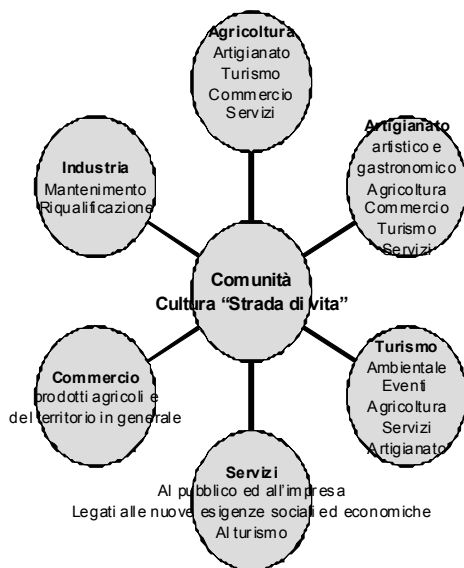 Agricoltura
Artigianato
Turismo
Commercio
Servizi
Artigianato
artistico e
gastronomico
Agricoltura
Commercio
Turismo
Servizi
Industria
Mantenimento
Riqualificazione
Comunità
Cultura “Strada di vita”
Commercio
prodotti agricoli e
del territorio in generale
Turismo
Ambientale
Eventi
Agricoltura
Servizi
Artigianato
Servizi
Al pubblico ed all’impresa
Legati alle nuove esigenze sociali ed economiche
Al turismo